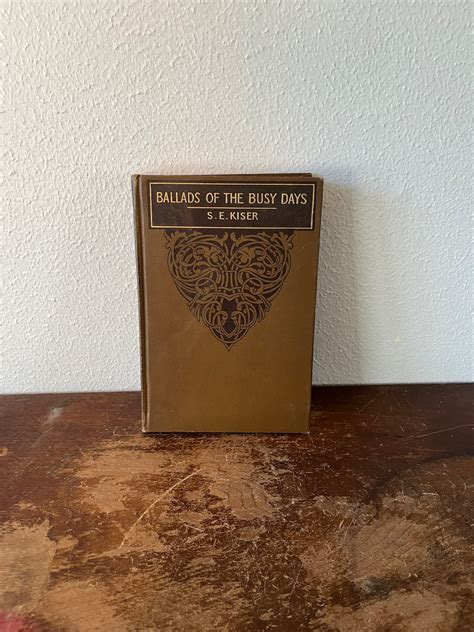 BALLADS OF THE BUSY DAYS
S. E. KISER